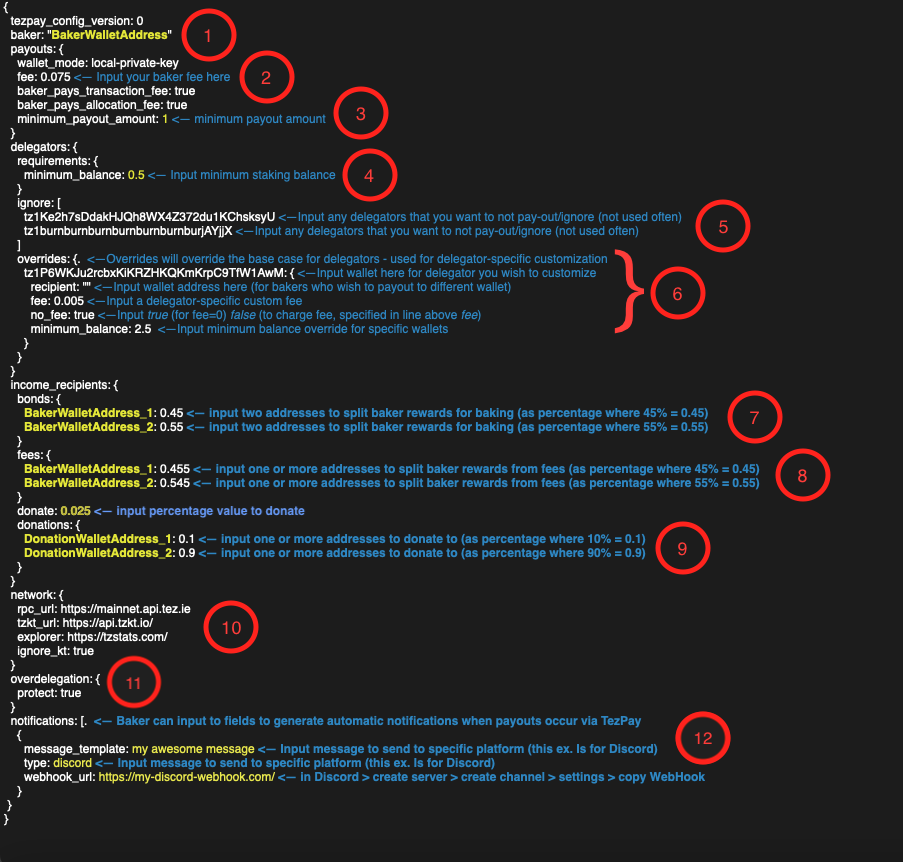 {
tezpay_config_version: 0
baker: "BakerWalletAddress"
1
payouts: {
wallet_mode: local-private-key
fee: 0.075 <— Input your baker fee here
2
baker_pays_transaction_fee: true
baker_pays_allocation_fee: true
minimum_payout_amount: 1 <— minimum payout amount
3
}
delegators: {
requirements: {
minimum_balance: 0.5 <— Input minimum staking balance
4
}
ignore: [
tz1Ke2h7sDdakHJQh8WX4Z372du1KChsksyU <—Input any delegators that you want to not pay-out/ignore (not used often)
tz1burnburnburnburnburnburnburjAYjjX <—Input any delegators that you want to not pay-out/ignore (not used often)
5
]
overrides: {. <—Overrides will override the base case for delegators - used for delegator-specific customization
tz1P6WKJu2rcbxKiKRZHKQKmKrpC9TfW1AwM: { <—Input wallet here for delegator you wish to customize
recipient: "" <—Input wallet address here (for bakers who wish to payout to different wallet)
} 6
fee: 0.005 <—Input a delegator-specific custom fee
no_fee: true <—Input true (for fee=0) false (to charge fee, specified in line above fee)
minimum_balance: 2.5 <—Input minimum balance override for specific wallets
}
}
}
income_recipients: {
bonds: {
BakerWalletAddress_1: 0.45 <— input two addresses to split baker rewards for baking (as percentage where 45% = 0.45)
7
BakerWalletAddress_2: 0.55 <— input two addresses to split baker rewards for baking (as percentage where 55% = 0.55)
}
fees: {
BakerWalletAddress_1: 0.455 <— input one or more addresses to split baker rewards from fees (as percentage where 45% = 0.45)
8
BakerWalletAddress_2: 0.545 <— input one or more addresses to split baker rewards from fees (as percentage where 55% = 0.55)
}
donate: 0.025 <— input percentage value to donate
donations: {
DonationWalletAddress_1: 0.1 <— input one or more addresses to donate to (as percentage where 10% = 0.1)
DonationWalletAddress_2: 0.9 <— input one or more addresses to donate to (as percentage where 90% = 0.9)
9
}
}
network: {
rpc_url: https://mainnet.api.tez.ie
tzkt_url: https://api.tzkt.io/
10
explorer: https://tzstats.com/
ignore_kt: true
}
overdelegation: {
11
protect: true
}
notifications: [. <— Baker can input to fields to generate automatic notifications when payouts occur via TezPay
{
12
message_template: my awesome message <— Input message to send to specific platform (this ex. Is for Discord)
type: discord <— Input message to send to specific platform (this ex. Is for Discord)
webhook_url: https://my-discord-webhook.com/ <— in Discord > create server > create channel > settings > copy WebHook
}
}
}